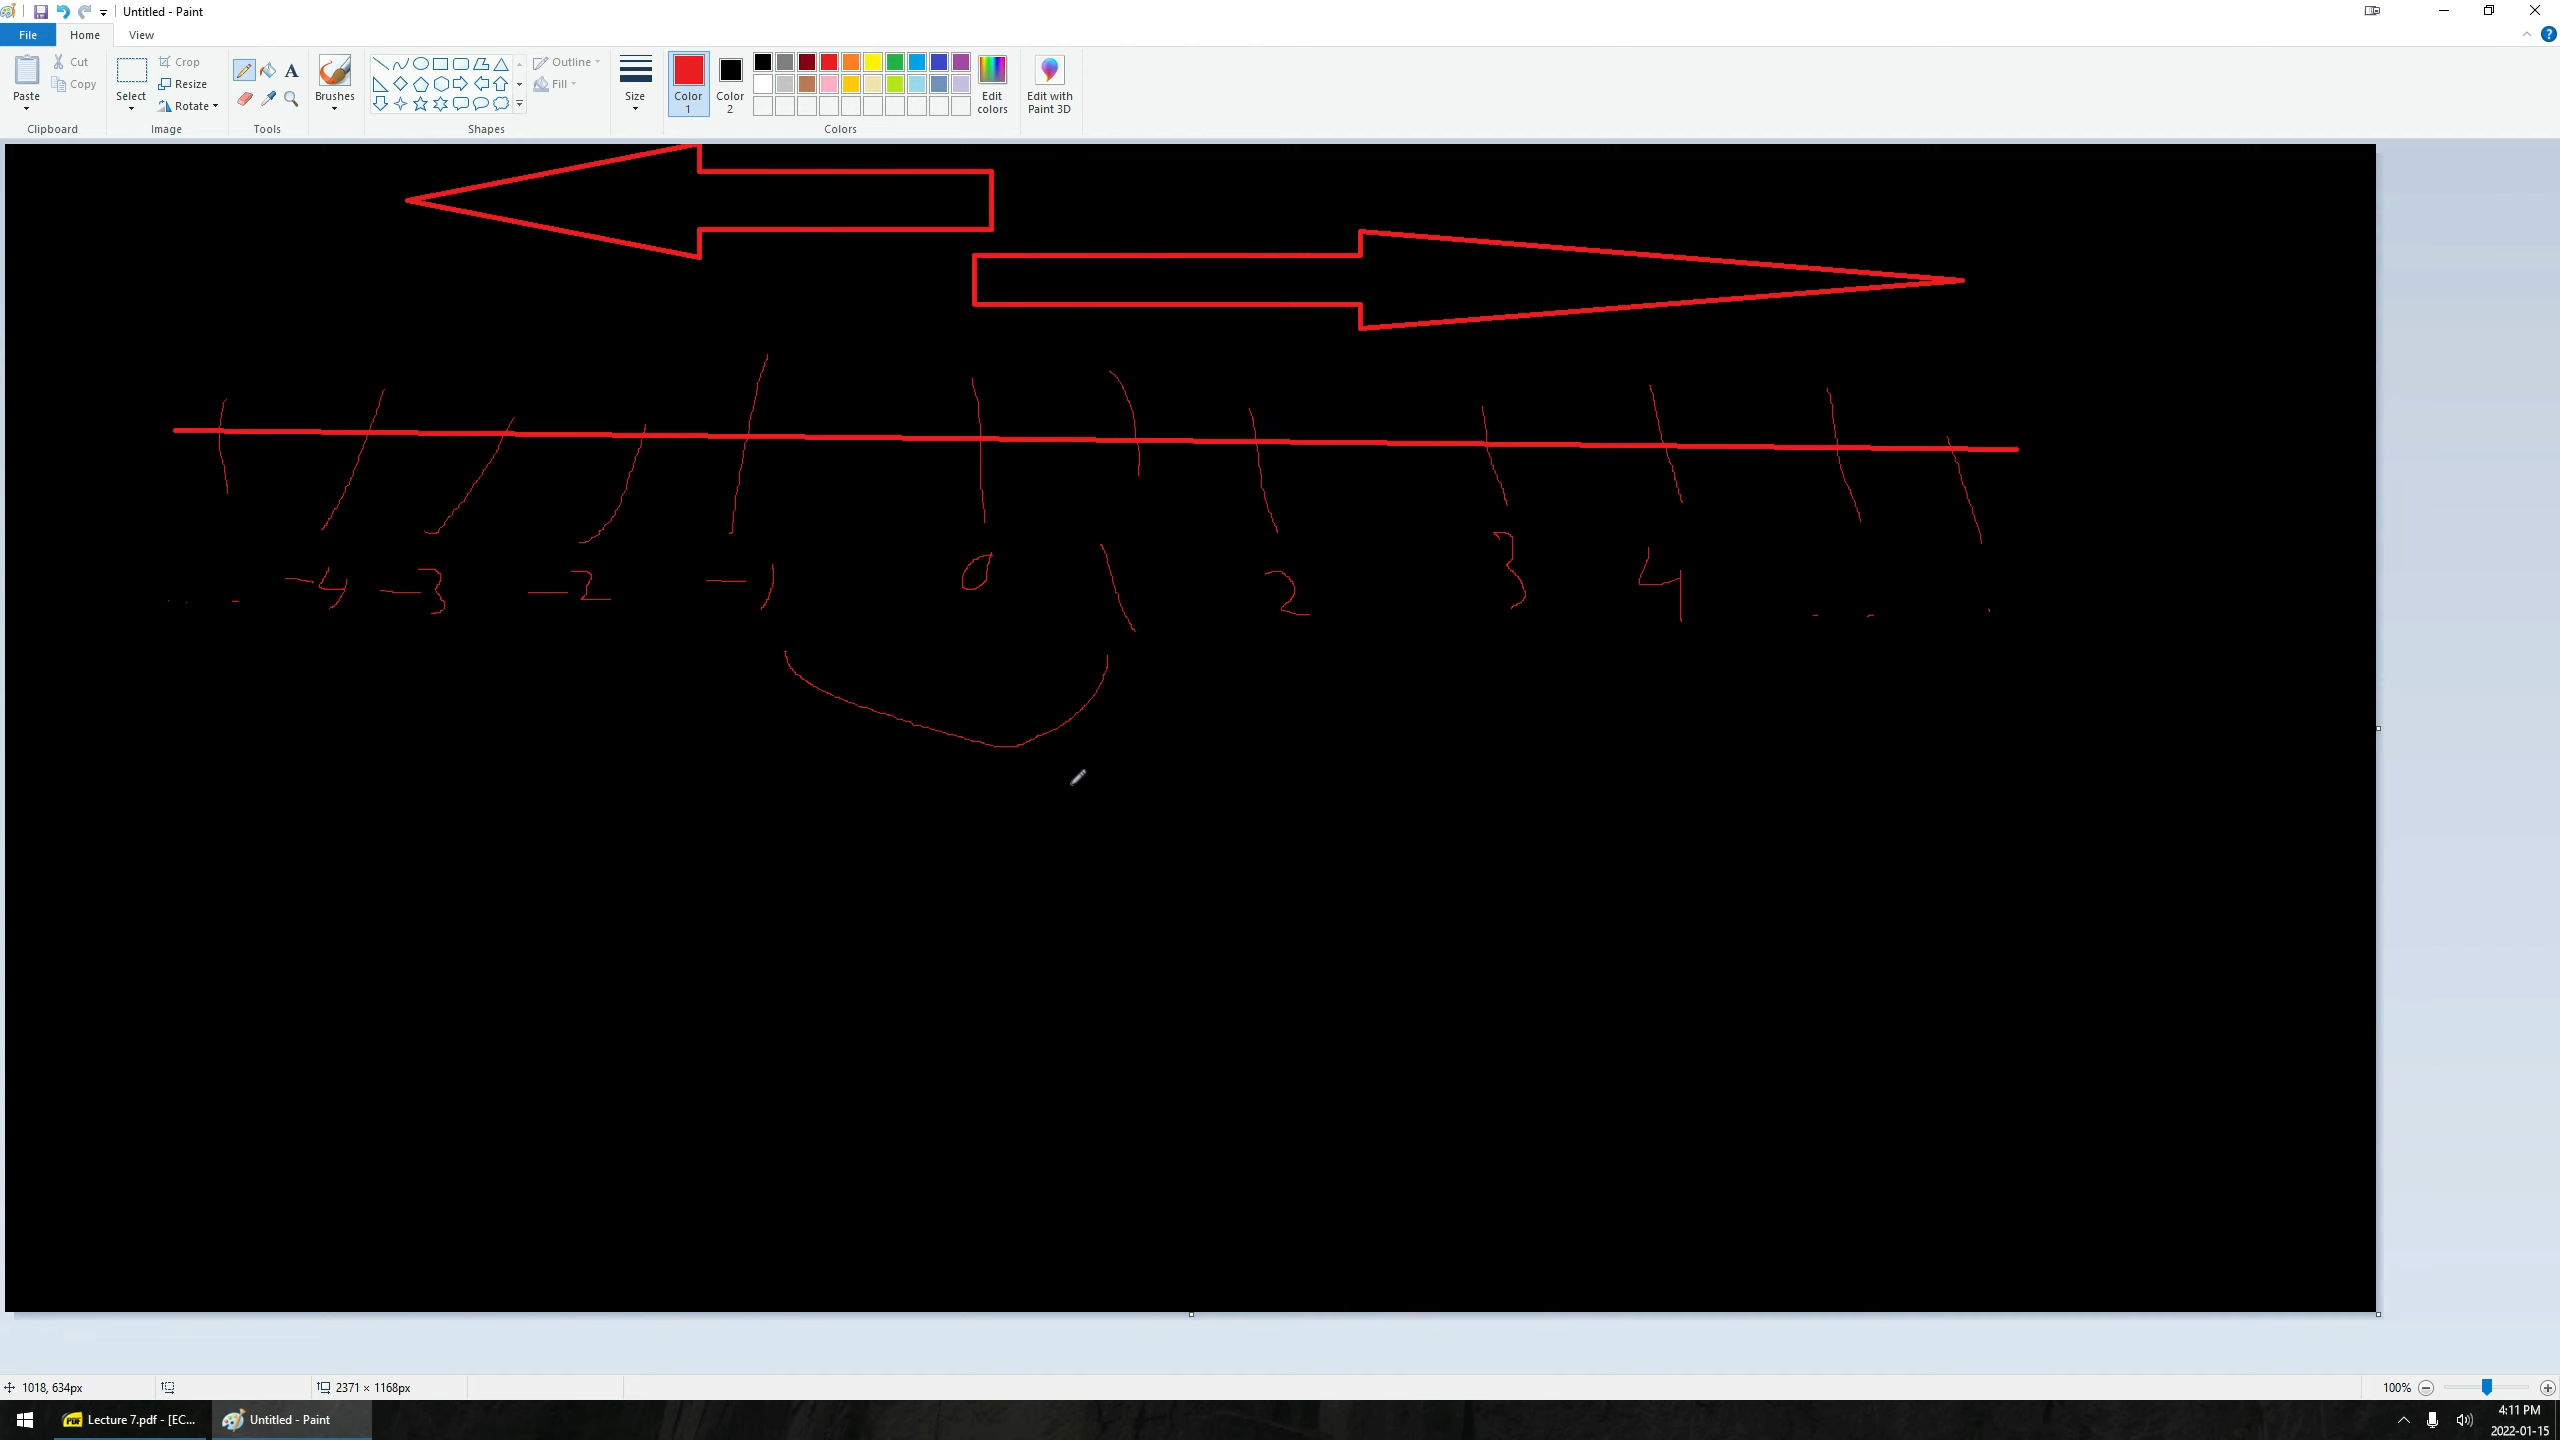 Untitled - Paint
File Home View
Paste Cut Copy Clipboard
Select Crop Resize Rotate Image
Tools
Brushes
Outline Fill Shapes
Size
Color 1 Color 2 Edit colors Colors
Edit with Paint 3D
-4 -3 -2 -1 0 1 2 3 4 . . .
1018, 634px 2371 × 1168px 100%
Lecture 7.pdf - [EC... Untitled - Paint 4:11 PM
2022-01-15